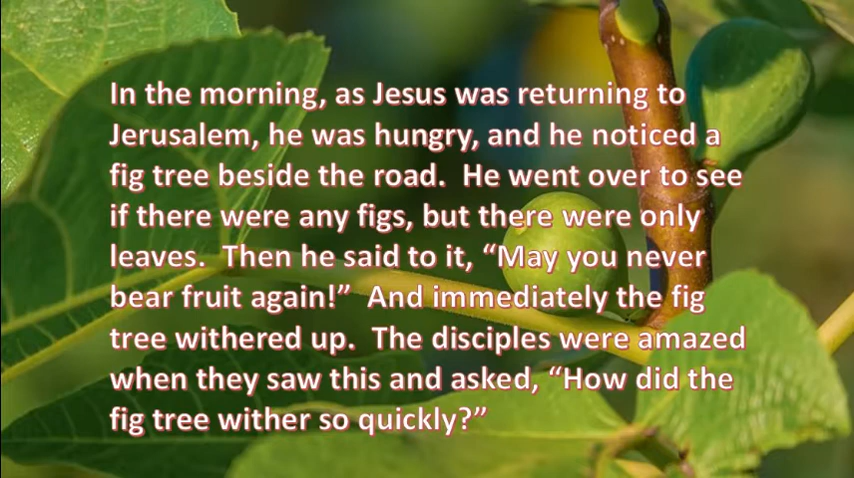 In the morning, as Jesus was returning to
Jerusalem, he was hungry, and he noticed a
fig tree beside the road.  He went over to see
if there were any figs, but there were only
leaves.  Then he said to it, “May you never
bear fruit again!”  And immediately the fig
tree withered up.  The disciples were amazed
when they saw this and asked, “How did the
fig tree wither so quickly?”